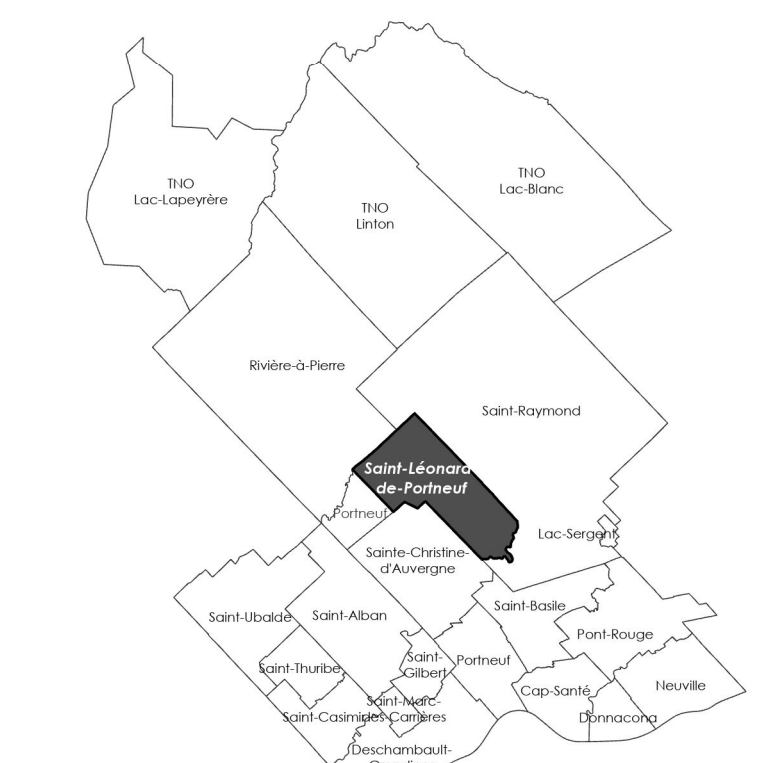 TNO
Lac-Lapeyrère
TNO
Lac-Blanc
TNO
Linton
Rivière-à-Pierre
Saint-Raymond
Saint-Léonard
de-Portneuf
Portneuf
Lac-Sergent
Sainte-Christine-
d'Auvergne
Saint-Basile
Saint-Ubalde
Saint-Alban
Pont-Rouge
Saint-Thuribe
Saint-
Gilbert
Portneuf
Neuville
Cap-Santé
Saint-Marc-
des-Carrières
Saint-Casimir
Donnacona
Deschambault-